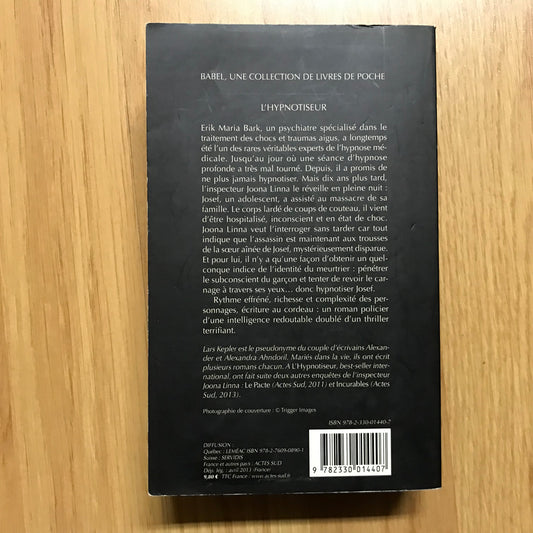 BABEL, UNE COLLECTION DE LIVRES DE POCHE
L'HYPNOTISEUR
Erik Maria Bark, un psychiatre spécialisé dans le
traitement des chocs et traumas aigus, a longtemps
été l'un des rares véritables experts de l'hypnose mé-
dicale. Jusqu'au jour où une séance d'hypnose
profonde a très mal tourné. Depuis, il a promis de
ne plus jamais hypnotiser. Mais dix ans plus tard,
l'inspecteur Joona Linna le réveille en pleine nuit :
Josef, un adolescent, a assisté au massacre de sa
famille. Le corps lardé de coups de couteau, il vient
d'être hospitalisé, inconscient et en état de choc.
Joona Linna veut l'interroger sans tarder car tout
indique que l'assassin est maintenant aux trousses
de la sœur aînée de Josef, mystérieusement disparue.
Et pour lui, il n'y a qu'une façon d'obtenir un quel-
conque indice de l'identité du meurtrier : pénétrer
le subconscient du garçon et tenter de revoir le car-
nage à travers ses yeux... donc hypnotiser Josef.
Rythme effréné, richesse et complexité des per-
sonnages, écriture au cordeau : un roman policier
d'une intelligence redoutable doublé d'un thriller
terrifiant.
Lars Kepler est le pseudonyme du couple d'écrivains Alexan-
der et Alexandra Ahndoril. Mariés dans la vie, ils ont écrit
plusieurs romans chacun. A L'Hypnotiseur, best-seller inter-
national, ont fait suite deux autres enquêtes de l'inspecteur
Joona Linna : Le Pacte (Actes Sud, 2011) et Incurables (Actes
Sud, 2013).
Photographie de couverture : © Trigger Images
ISBN 978-2-330-01440-7
DIFFUSION :
Québec : LEMÉAC ISBN 978-2-7609-0890-1
Suisse : SERVIDIS
France et autres pays : ACTES SUD
Dép. lég. : avril 2013 (France)
9,80 € TTC France / www.actes-sud.fr
9 782330 014407